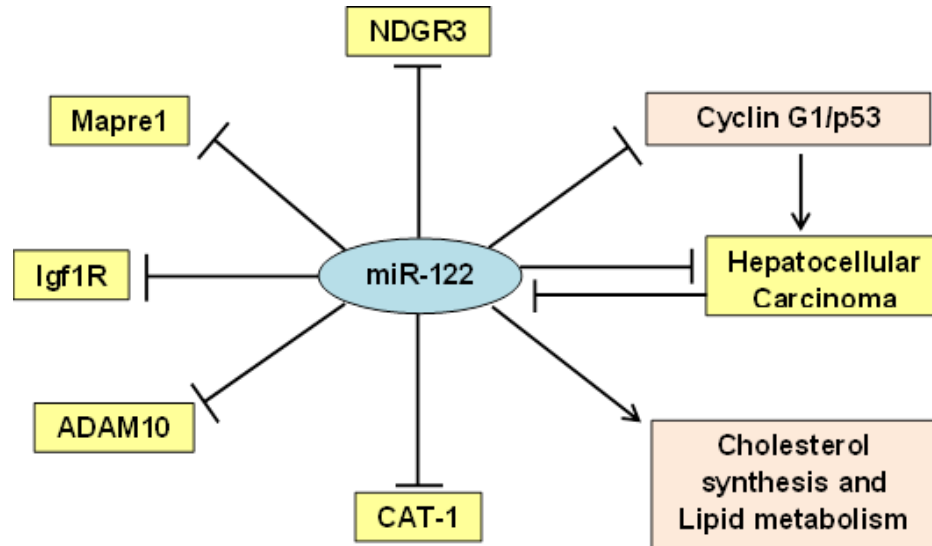 NDGR3
Mapre1
Cyclin G1/p53
Igf1R
miR-122
Hepatocellular
Carcinoma
ADAM10
Cholesterol
synthesis and
Lipid metabolism
CAT-1